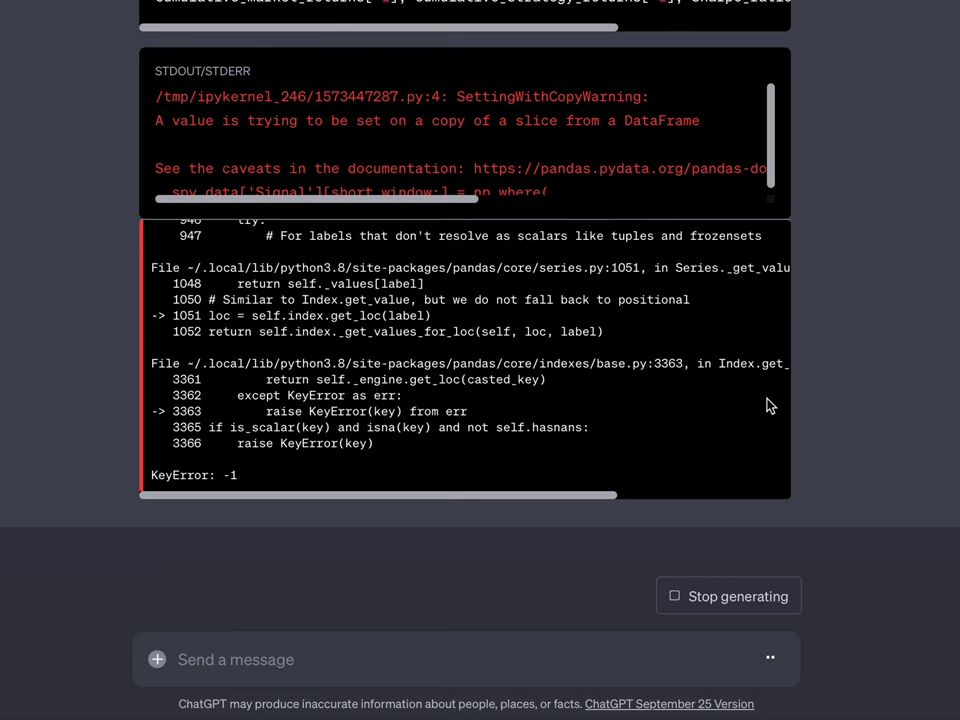 STDOUT/STDERR
/tmp/ipykernel_246/1573447287.py:4: SettingWithCopyWarning:
A value is trying to be set on a copy of a slice from a DataFrame
See the caveats in the documentation: https://pandas.pydata.org/pandas-do
spy_data['Signal'][short_window:] = np.where(
946 try:
947 # For labels that don't resolve as scalars like tuples and frozensets
File ~/.local/lib/python3.8/site-packages/pandas/core/series.py:1051, in Series._get_valu
1048 return self._values[label]
1050 # Similar to Index.get_value, but we do not fall back to positional
-> 1051 loc = self.index.get_loc(label)
1052 return self.index._get_values_for_loc(self, loc, label)
File ~/.local/lib/python3.8/site-packages/pandas/core/indexes/base.py:3363, in Index.get_
3361 return self._engine.get_loc(casted_key)
3362 except KeyError as err:
-> 3363 raise KeyError(key) from err
3365 if is_scalar(key) and isna(key) and not self.hasnans:
3366 raise KeyError(key)
KeyError: -1
Stop generating
Send a message
ChatGPT may produce inaccurate information about people, places, or facts. ChatGPT September 25 Version